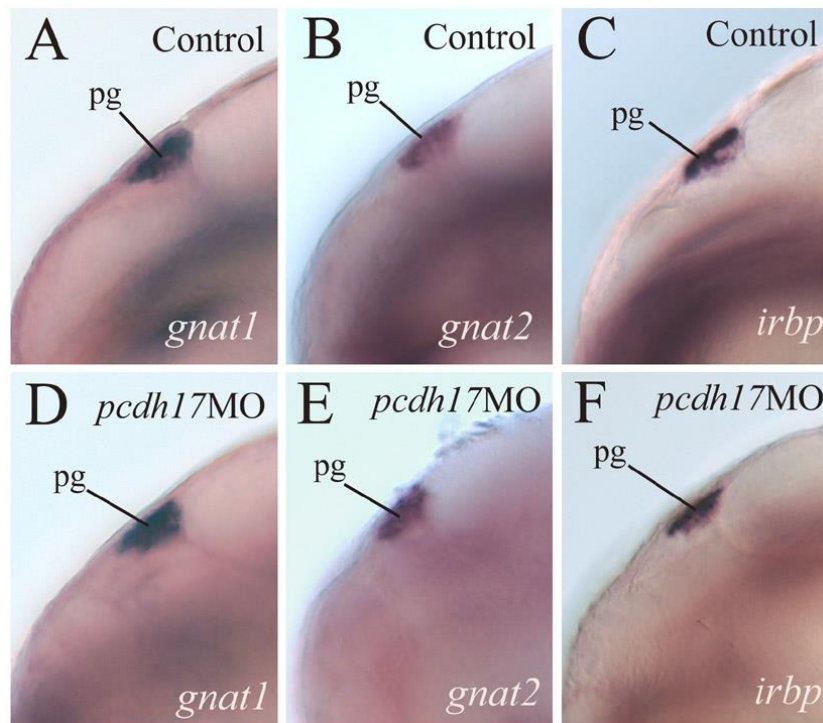 A Control
pg
gnat1
B Control
pg
gnat2
C Control
pg
irbp
D pcdh17MO
pg
gnat1
E pcdh17MO
pg
gnat2
F pcdh17MO
pg
irbp